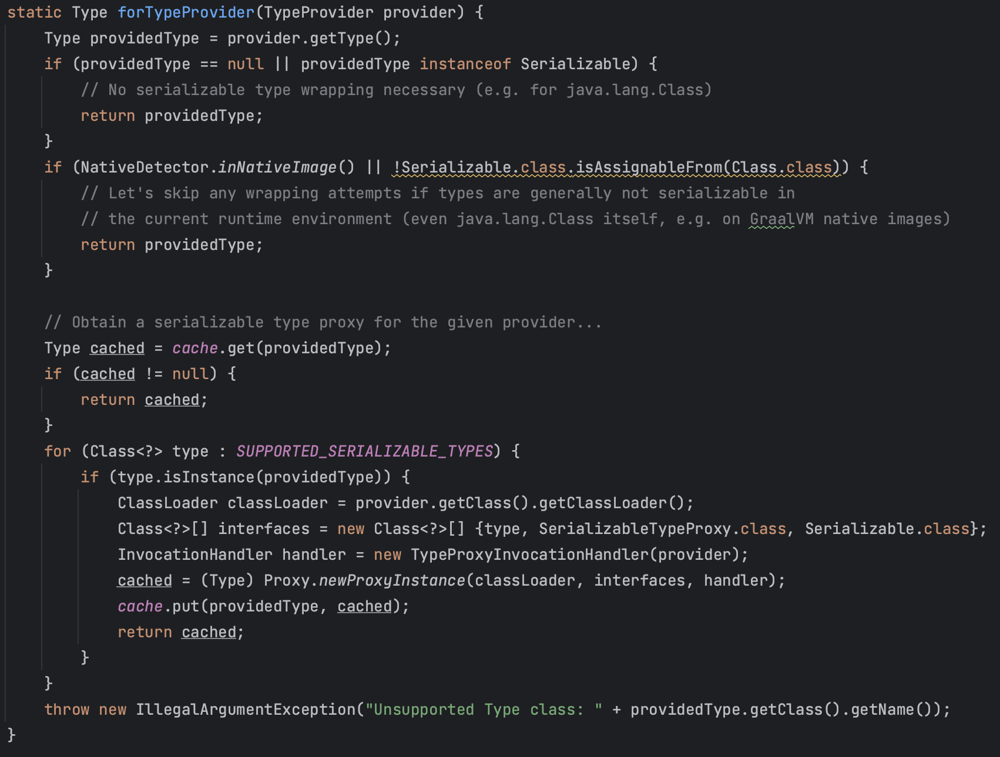 static Type forTypeProvider(TypeProvider provider) {
    Type providedType = provider.getType();
    if (providedType == null || providedType instanceof Serializable) {
        // No serializable type wrapping necessary (e.g. for java.lang.Class)
        return providedType;
    }
    if (NativeDetector.inNativeImage() || !Serializable.class.isAssignableFrom(Class.class)) {
        // Let's skip any wrapping attempts if types are generally not serializable in
        // the current runtime environment (even java.lang.Class itself, e.g. on GraalVM native images)
        return providedType;
    }

    // Obtain a serializable type proxy for the given provider...
    Type cached = cache.get(providedType);
    if (cached != null) {
        return cached;
    }
    for (Class<?> type : SUPPORTED_SERIALIZABLE_TYPES) {
        if (type.isInstance(providedType)) {
            ClassLoader classLoader = provider.getClass().getClassLoader();
            Class<?>[] interfaces = new Class<?>[] {type, SerializableTypeProxy.class, Serializable.class};
            InvocationHandler handler = new TypeProxyInvocationHandler(provider);
            cached = (Type) Proxy.newProxyInstance(classLoader, interfaces, handler);
            cache.put(providedType, cached);
            return cached;
        }
    }
    throw new IllegalArgumentException("Unsupported Type class: " + providedType.getClass().getName());
}